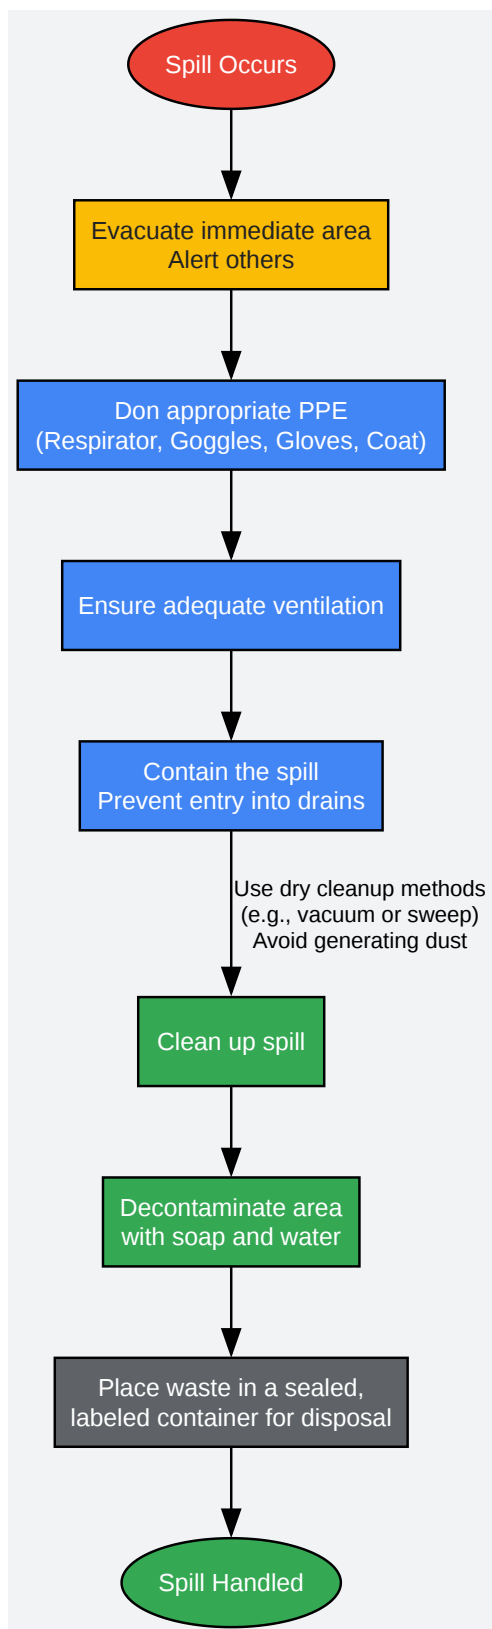 Spill Occurs
Evacuate immediate area
Alert others
Don appropriate PPE
(Respirator, Goggles, Gloves, Coat)
Ensure adequate ventilation
Contain the spill
Prevent entry into drains
Use dry cleanup methods
(e.g., vacuum or sweep)
Avoid generating dust
Clean up spill
Decontaminate area
with soap and water
Place waste in a sealed,
labeled container for disposal
Spill Handled